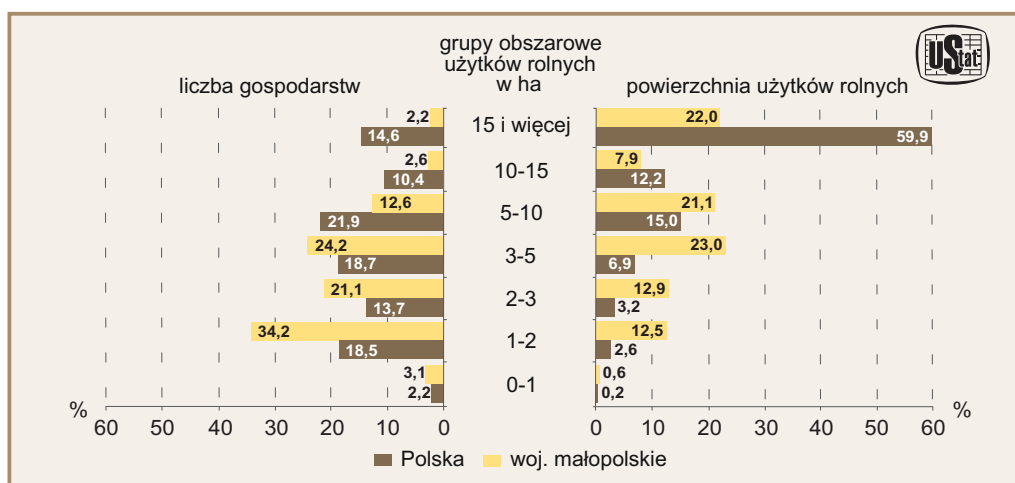 grupy obszarowe
użytków rolnych
w ha
liczba gospodarstw
powierzchnia użytków rolnych
UStat
2,2 15 i więcej 22,0
14,6 59,9
2,6 10-15 7,9
10,4 12,2
12,6 5-10 21,1
21,9 15,0
24,2 3-5 23,0
18,7 6,9
21,1 2-3 12,9
13,7 3,2
34,2 1-2 12,5
18,5 2,6
3,1 0-1 0,6
2,2 0,2
% %
60 50 40 30 20 10 0 0 10 20 30 40 50 60
Polska woj. małopolskie